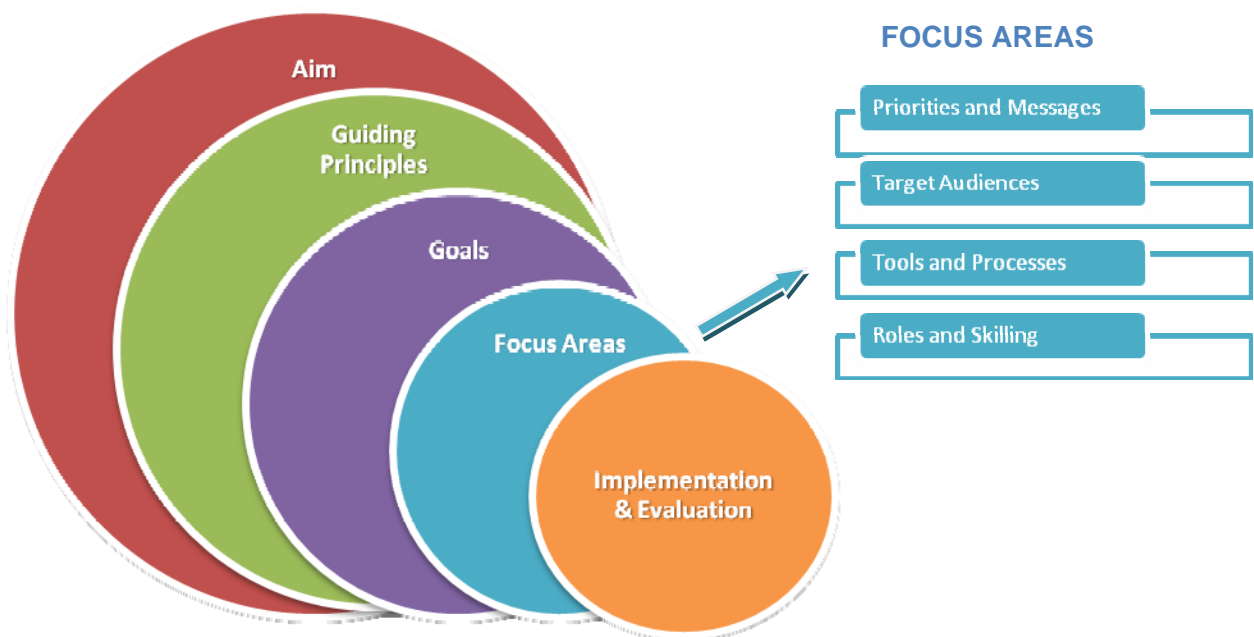 Aim
Guiding
Principles
Goals
Focus Areas
Implementation
& Evaluation
FOCUS AREAS
Priorities and Messages
Target Audiences
Tools and Processes
Roles and Skilling